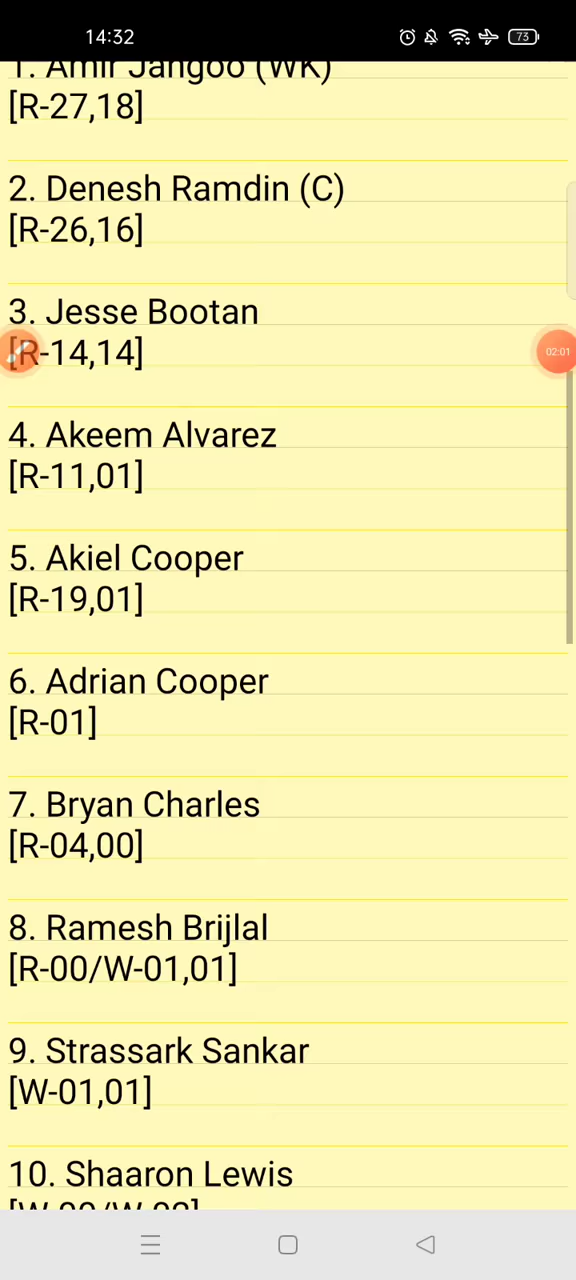 14:32
73
1. Amir Jangoo (WK)
[R-27,18]
2. Denesh Ramdin (C)
[R-26,16]
3. Jesse Bootan
[R-14,14]
02:01
4. Akeem Alvarez
[R-11,01]
5. Akiel Cooper
[R-19,01]
6. Adrian Cooper
[R-01]
7. Bryan Charles
[R-04,00]
8. Ramesh Brijlal
[R-00/W-01,01]
9. Strassark Sankar
[W-01,01]
10. Shaaron Lewis